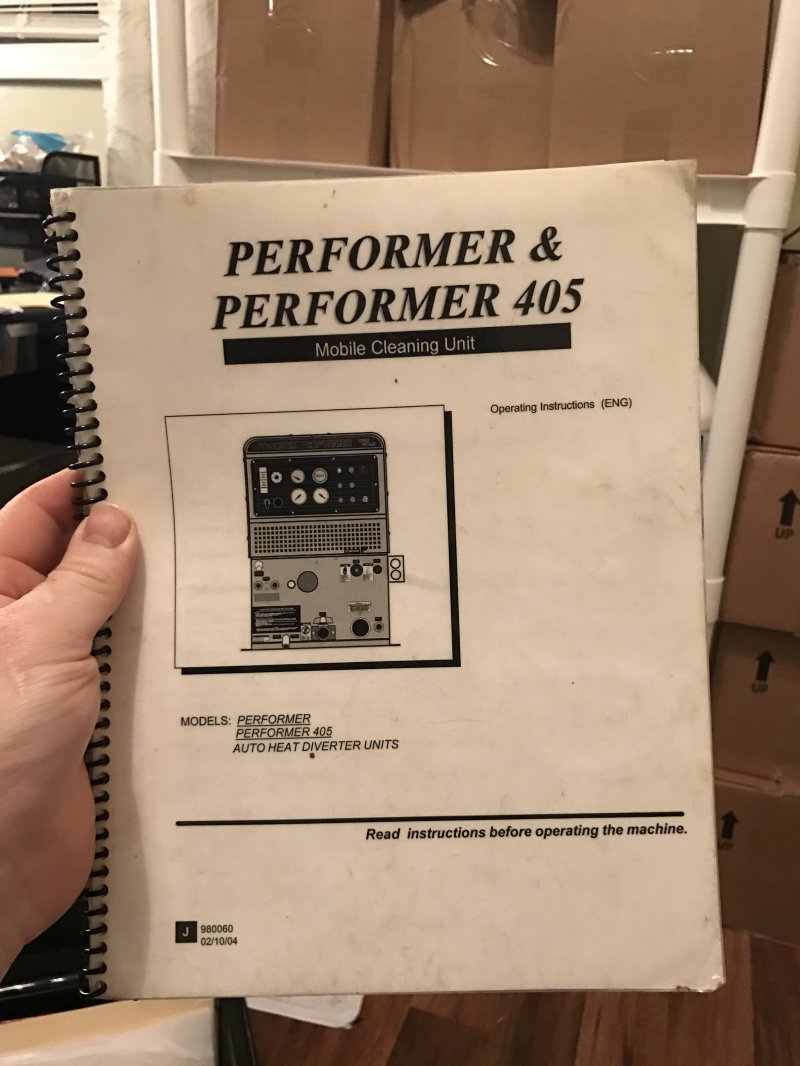 PERFORMER &
PERFORMER 405
Mobile Cleaning Unit
Operating Instructions (ENG)
PERFORMER
MODELS: PERFORMER
PERFORMER 405
AUTO HEAT DIVERTER UNITS
Read instructions before operating the machine.
J
980060
02/10/04
UP
UP
UP